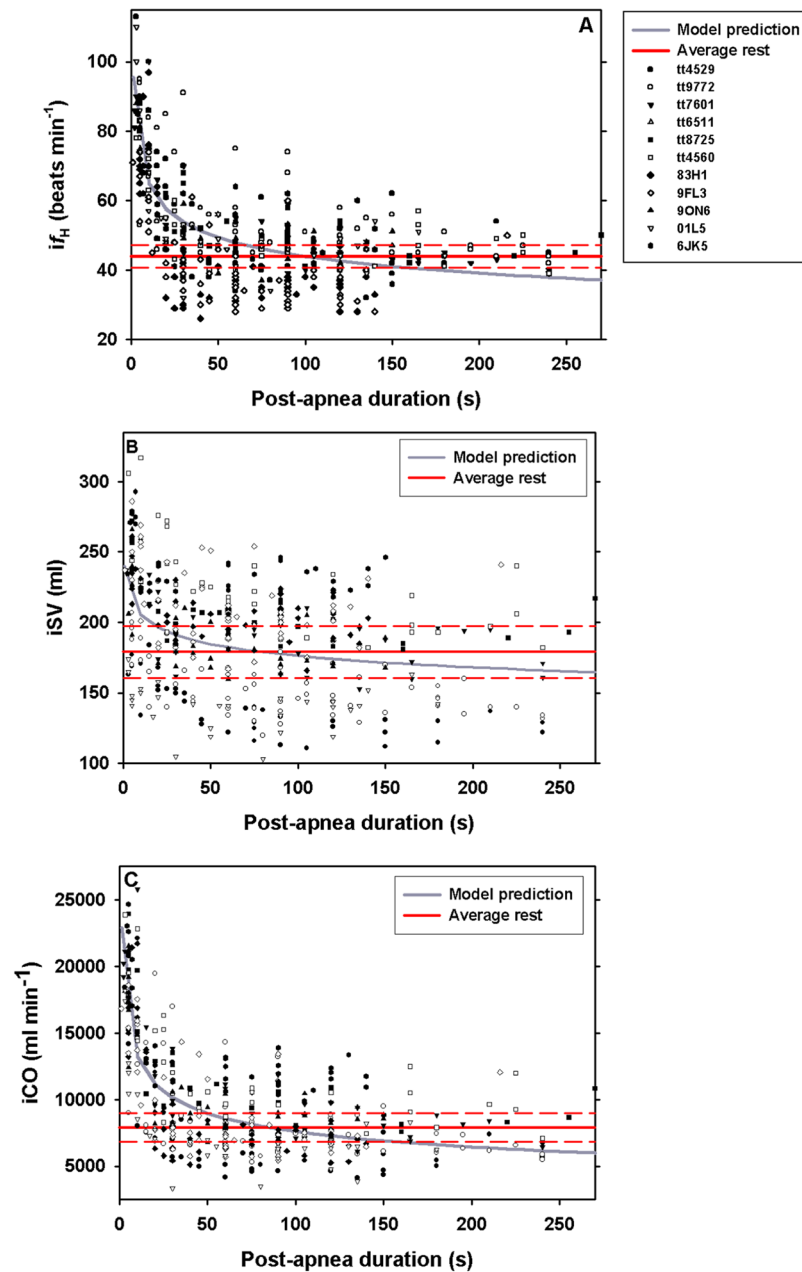 A
if_H (beats min⁻¹)
100
80
60
40
20
0 50 100 150 200 250
Post-apnea duration (s)
Model prediction
Average rest
tt4529
tt9772
tt7601
tt6511
tt8725
tt4560
83H1
9FL3
9ON6
01L5
6JK5
B
iSV (ml)
300
250
200
150
100
0 50 100 150 200 250
Post-apnea duration (s)
Model prediction
Average rest
C
iCO (ml min⁻¹)
25000
20000
15000
10000
5000
0 50 100 150 200 250
Post-apnea duration (s)
Model prediction
Average rest